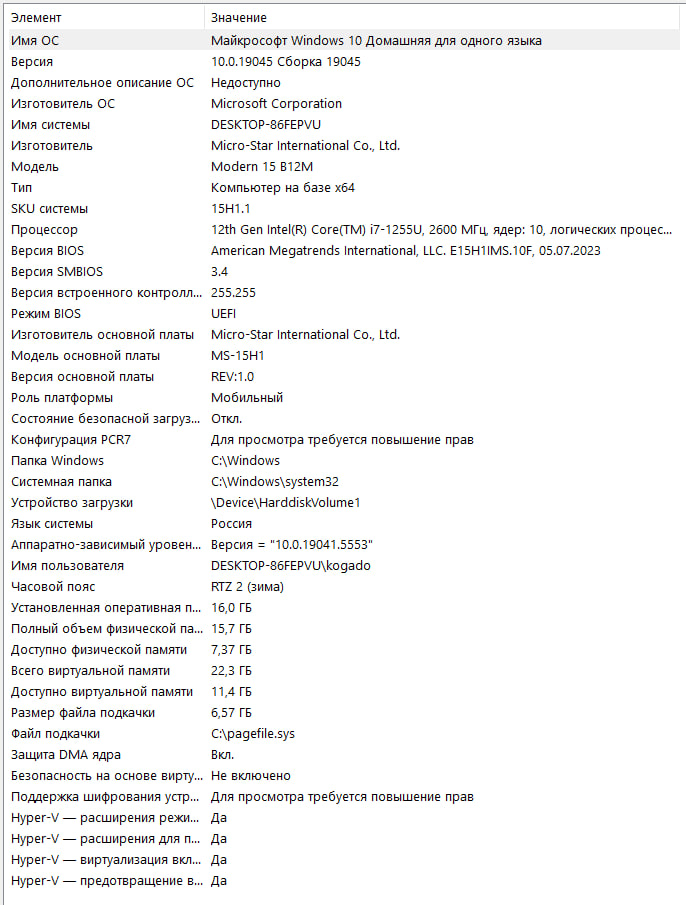 Элемент Значение
Имя ОС Майкрософт Windows 10 Домашняя для одного языка
Версия 10.0.19045 Сборка 19045
Дополнительное описание ОС Недоступно
Изготовитель ОС Microsoft Corporation
Имя системы DESKTOP-86FEPVU
Изготовитель Micro-Star International Co., Ltd.
Модель Modern 15 B12M
Тип Компьютер на базе x64
SKU системы 15H1.1
Процессор 12th Gen Intel(R) Core(TM) i7-1255U, 2600 МГц, ядер: 10, логических процес...
Версия BIOS American Megatrends International, LLC. E15H1IMS.10F, 05.07.2023
Версия SMBIOS 3.4
Версия встроенного контролл... 255.255
Режим BIOS UEFI
Изготовитель основной платы Micro-Star International Co., Ltd.
Модель основной платы MS-15H1
Версия основной платы REV:1.0
Роль платформы Мобильный
Состояние безопасной загруз... Откл.
Конфигурация PCR7 Для просмотра требуется повышение прав
Папка Windows C:\Windows
Системная папка C:\Windows\system32
Устройство загрузки \Device\HarddiskVolume1
Язык системы Россия
Аппаратно-зависимый уровен... Версия = "10.0.19041.5553"
Имя пользователя DESKTOP-86FEPVU\kogado
Часовой пояс RTZ 2 (зима)
Установленная оперативная п... 16,0 ГБ
Полный объем физической па... 15,7 ГБ
Доступно физической памяти 7,37 ГБ
Всего виртуальной памяти 22,3 ГБ
Доступно виртуальной памяти 11,4 ГБ
Размер файла подкачки 6,57 ГБ
Файл подкачки C:\pagefile.sys
Защита DMA ядра Вкл.
Безопасность на основе вирту... Не включено
Поддержка шифрования устр... Для просмотра требуется повышение прав
Hyper-V — расширения режи... Да
Hyper-V — расширения для п... Да
Hyper-V — виртуализация вкл... Да
Hyper-V — предотвращение в... Да